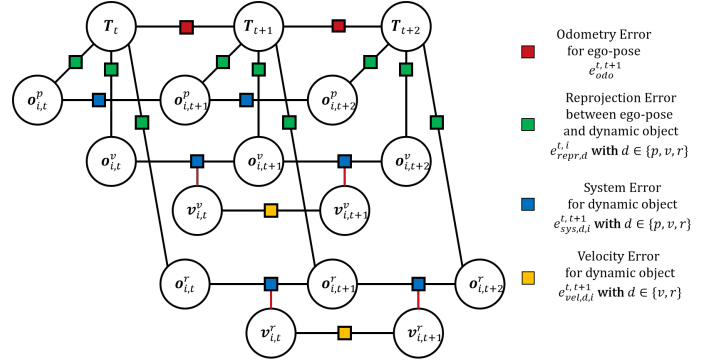 T_t T_{t+1} T_{t+2}
o^p_{i,t} o^p_{i,t+1} o^p_{i,t+2}
o^v_{i,t} o^v_{i,t+1} o^v_{i,t+2}
v^v_{i,t} v^v_{i,t+1}
o^r_{i,t} o^r_{i,t+1} o^r_{i,t+2}
v^r_{i,t} v^r_{i,t+1}
Odometry Error
for ego-pose
e^{t,t+1}_{odo}
Reprojection Error
between ego-pose
and dynamic object
e^{t,i}_{repr,d} with d ∈ {p, v, r}
System Error
for dynamic object
e^{t,t+1}_{sys,d,i} with d ∈ {p, v, r}
Velocity Error
for dynamic object
e^{t,t+1}_{vel,d,i} with d ∈ {v, r}